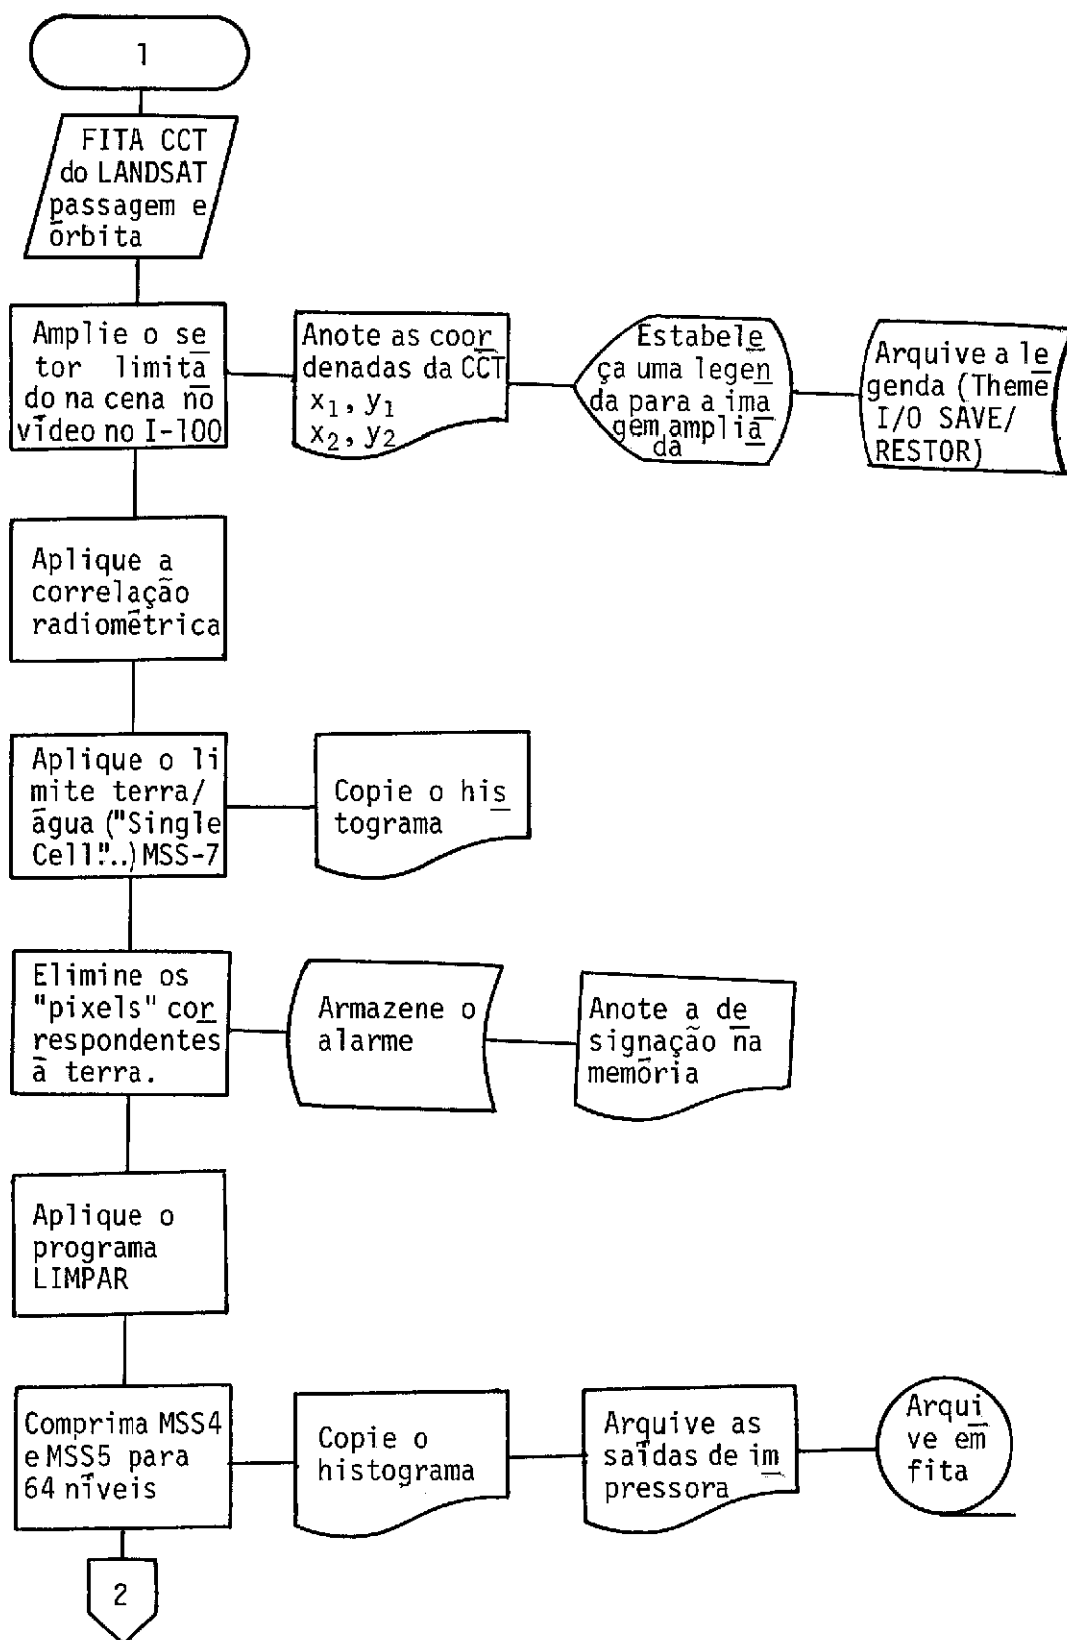 1
FITA CCT
do LANDSAT
passagem e
órbita
Amplie o se
tor limita
do na cena no
vídeo no I-100
Anote as coor
denadas da CCT
x₁, y₁
x₂, y₂
Estabele
ça uma legen
da para a ima
gem amplia
da
Arquive a le
genda (Theme
I/O SAVE/
RESTOR)
Aplique a
correlação
radiométrica
Aplique o li
mite terra/
água ("Single
Cell"..) MSS-7
Copie o his
tograma
Elimine os
"pixels" cor
respondentes
à terra.
Armazene o
alarme
Anote a de
signação na
memória
Aplique o
programa
LIMPAR
Comprima MSS4
e MSS5 para
64 níveis
Copie o
histograma
Arquive as
saídas de im
pressora
Arqui
ve em
fita
2